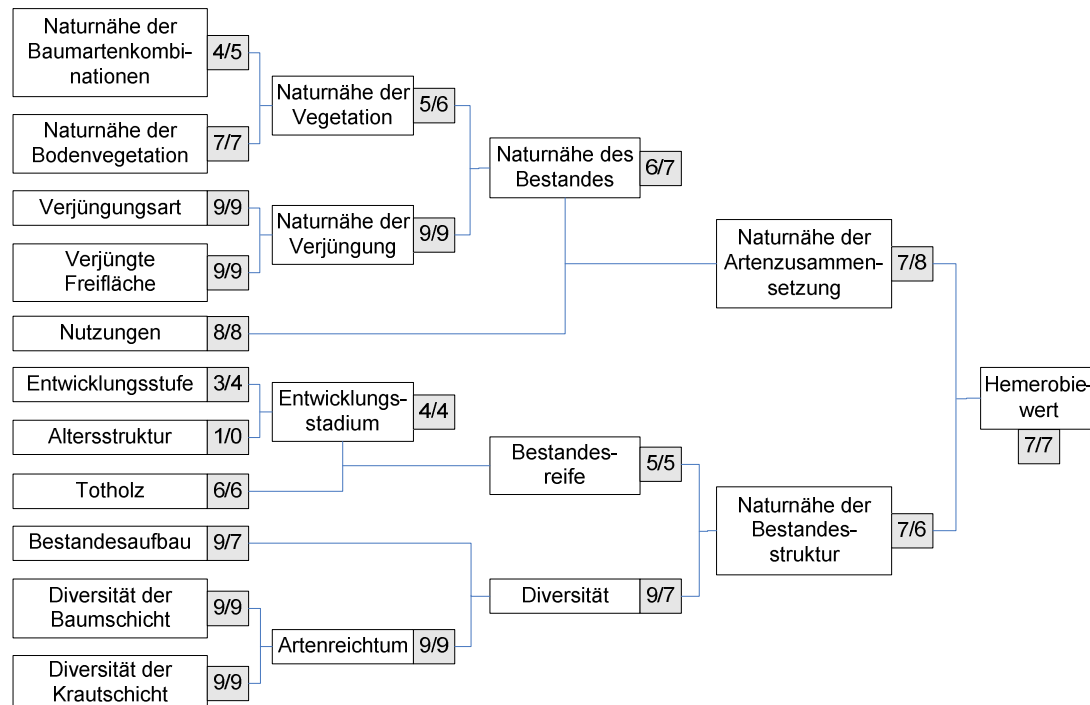 Naturnähe der
Baumartenkombi-
nationen
4/5
Naturnähe der
Bodenvegetation
7/7
Verjüngungsart
9/9
Verjüngte
Freifläche
9/9
Nutzungen
8/8
Entwicklungsstufe
3/4
Altersstruktur
1/0
Totholz
6/6
Bestandesaufbau
9/7
Diversität der
Baumschicht
9/9
Diversität der
Krautschicht
9/9
Naturnähe der
Vegetation
5/6
Naturnähe der
Verjüngung
9/9
Entwicklungs-
stadium
4/4
Artenreichtum
9/9
Naturnähe des
Bestandes
6/7
Bestandes-
reife
5/5
Diversität
9/7
Naturnähe der
Artenzusammen-
setzung
7/8
Naturnähe der
Bestandes-
struktur
7/6
Hemerobie-
wert
7/7